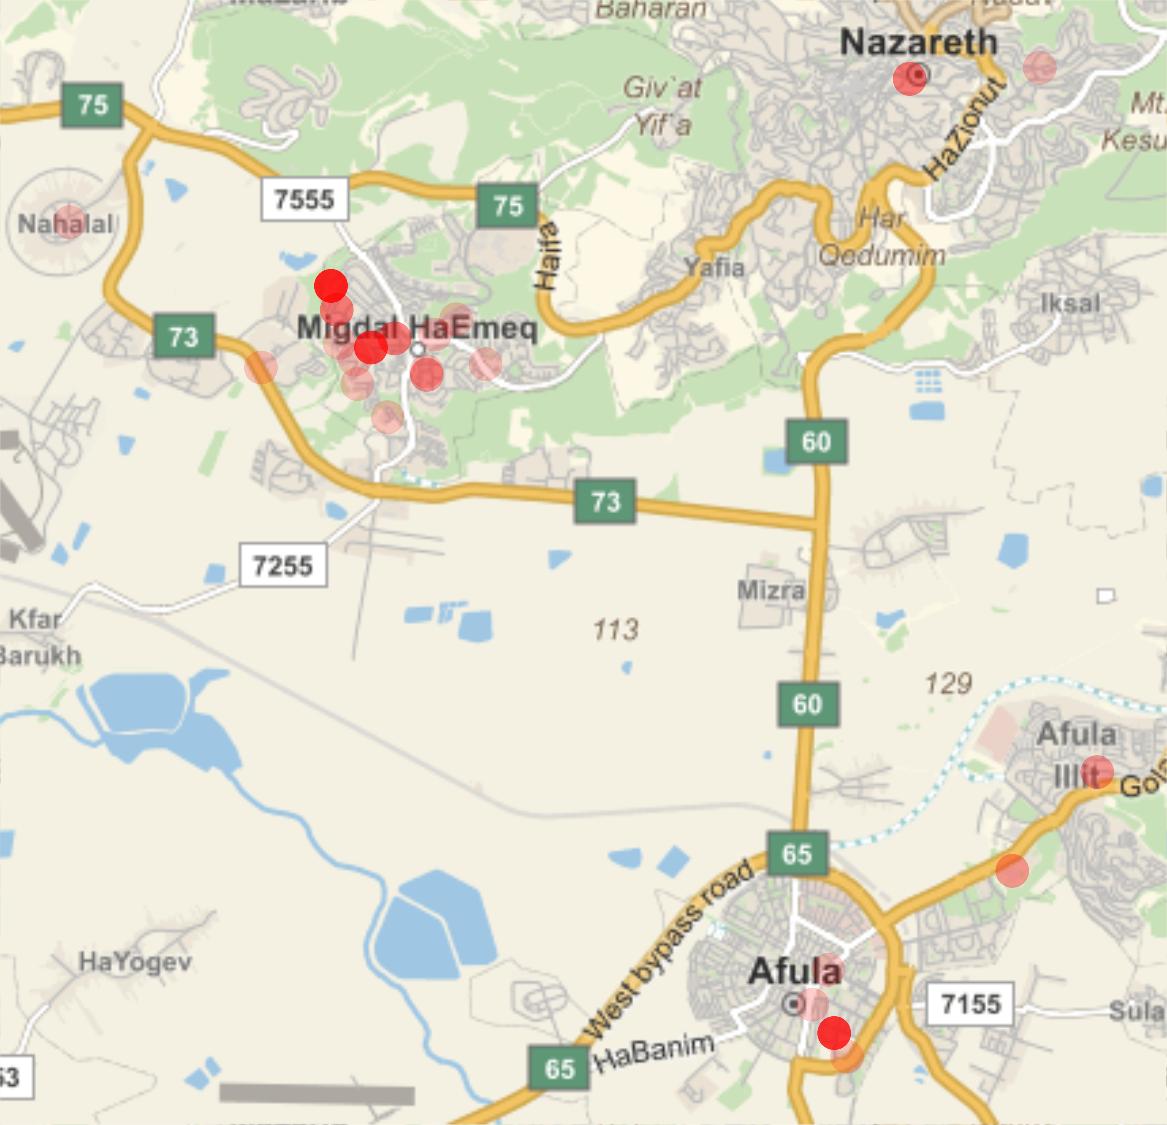 Baharan
Nazareth
75
Giv`at
Yif`a
HaZionut
Mt.
Kesu
7555
75
Nahalal
Haifa
Har
Qedumim
Yafia
Iksal
73
Migdal HaEmeq
60
73
7255
Mizra
Kfar
Barukh
113
129
60
Afula
Illit
Gola
65
West bypass road
HaYogev
Afula
7155
Sula
HaBanim
65
53